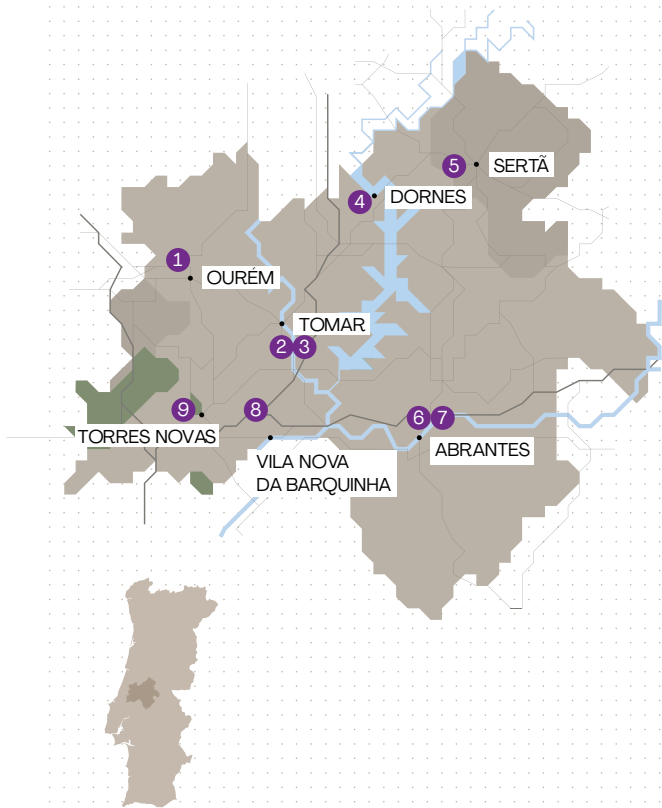 5 SERTÃ
4 DORNES
1 OURÉM
TOMAR
2 3
9 8 6 7
TORRES NOVAS
ABRANTES
VILA NOVA
DA BARQUINHA